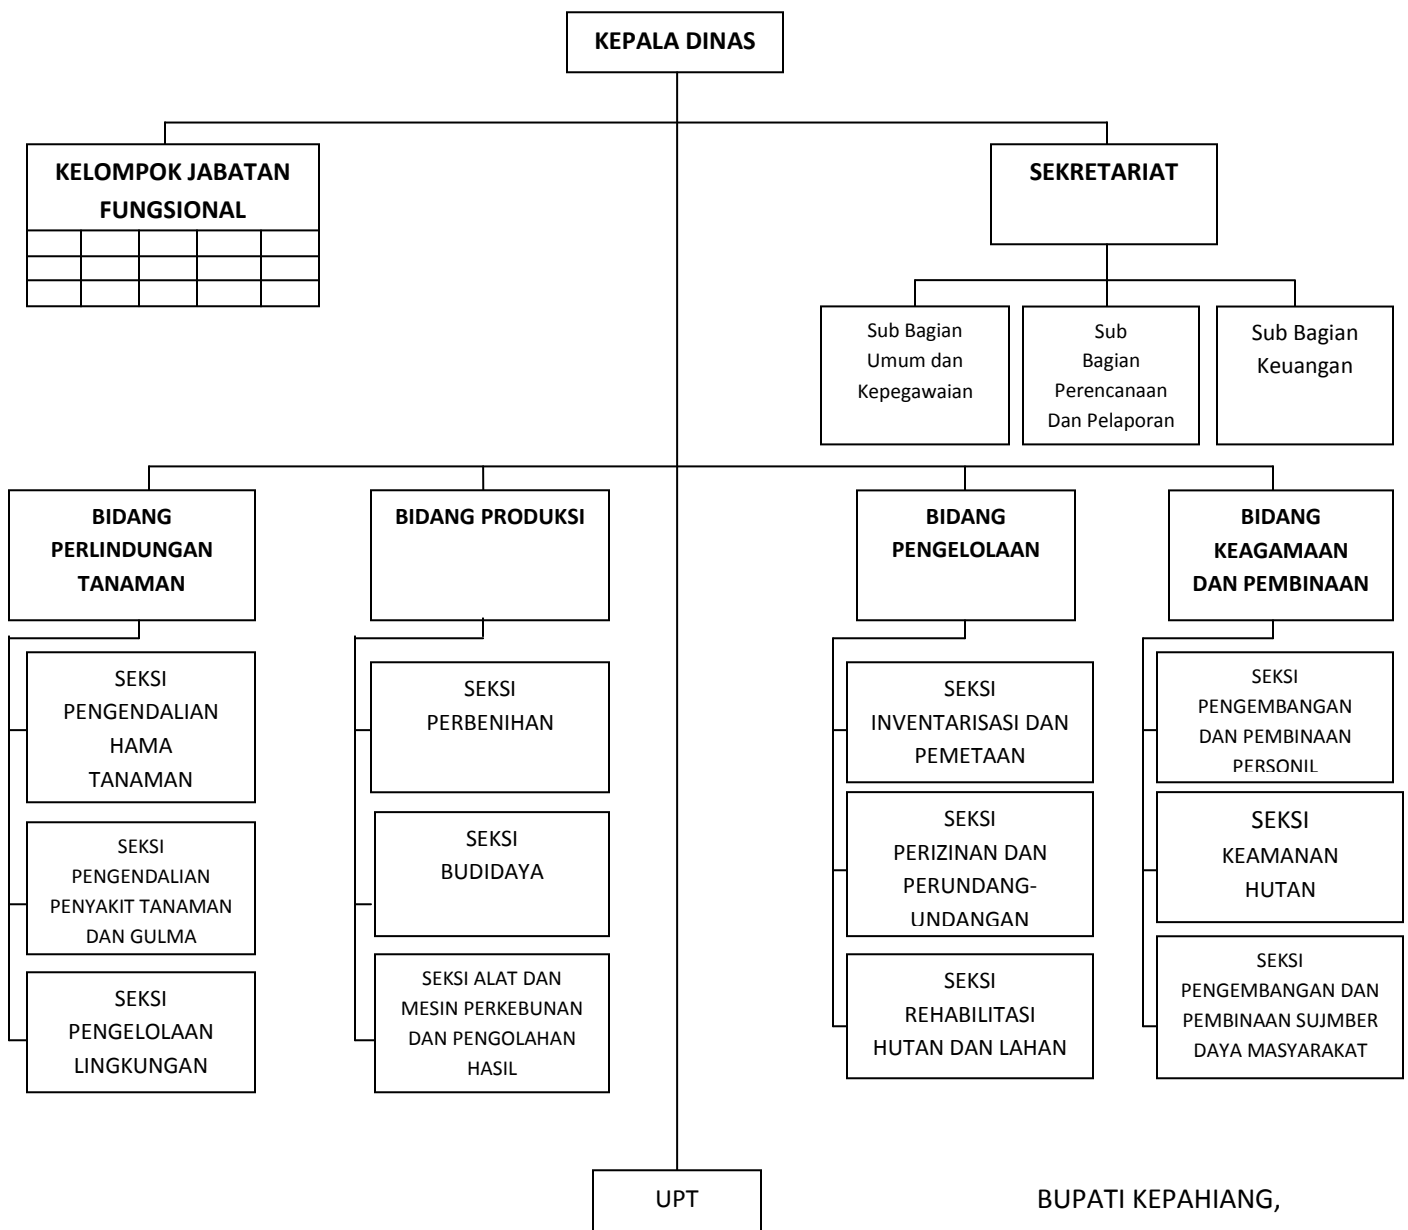 KEPALA DINAS
KELOMPOK JABATAN
FUNGSIONAL
SEKRETARIAT
Sub Bagian
Umum dan
Kepegawaian
Sub
Bagian
Perencanaan
Dan Pelaporan
Sub Bagian
Keuangan
BIDANG
PERLINDUNGAN
TANAMAN
BIDANG PRODUKSI
BIDANG
PENGELOLAAN
BIDANG
KEAGAMAAN
DAN PEMBINAAN
SEKSI
PENGENDALIAN
HAMA
TANAMAN
SEKSI
PENGENDALIAN
PENYAKIT TANAMAN
DAN GULMA
SEKSI
PENGELOLAAN
LINGKUNGAN
SEKSI
PERBENIHAN
SEKSI
BUDIDAYA
SEKSI ALAT DAN
MESIN PERKEBUNAN
DAN PENGOLAHAN
HASIL
SEKSI
INVENTARISASI DAN
PEMETAAN
SEKSI
PERIZINAN DAN
PERUNDANG-
UNDANGAN
SEKSI
REHABILITASI
HUTAN DAN LAHAN
SEKSI
PENGEMBANGAN
DAN PEMBINAAN
PERSONIL
SEKSI
KEAMANAN
HUTAN
SEKSI
PENGEMBANGAN DAN
PEMBINAAN SUJMBER
DAYA MASYARAKAT
UPT
BUPATI KEPAHIANG,